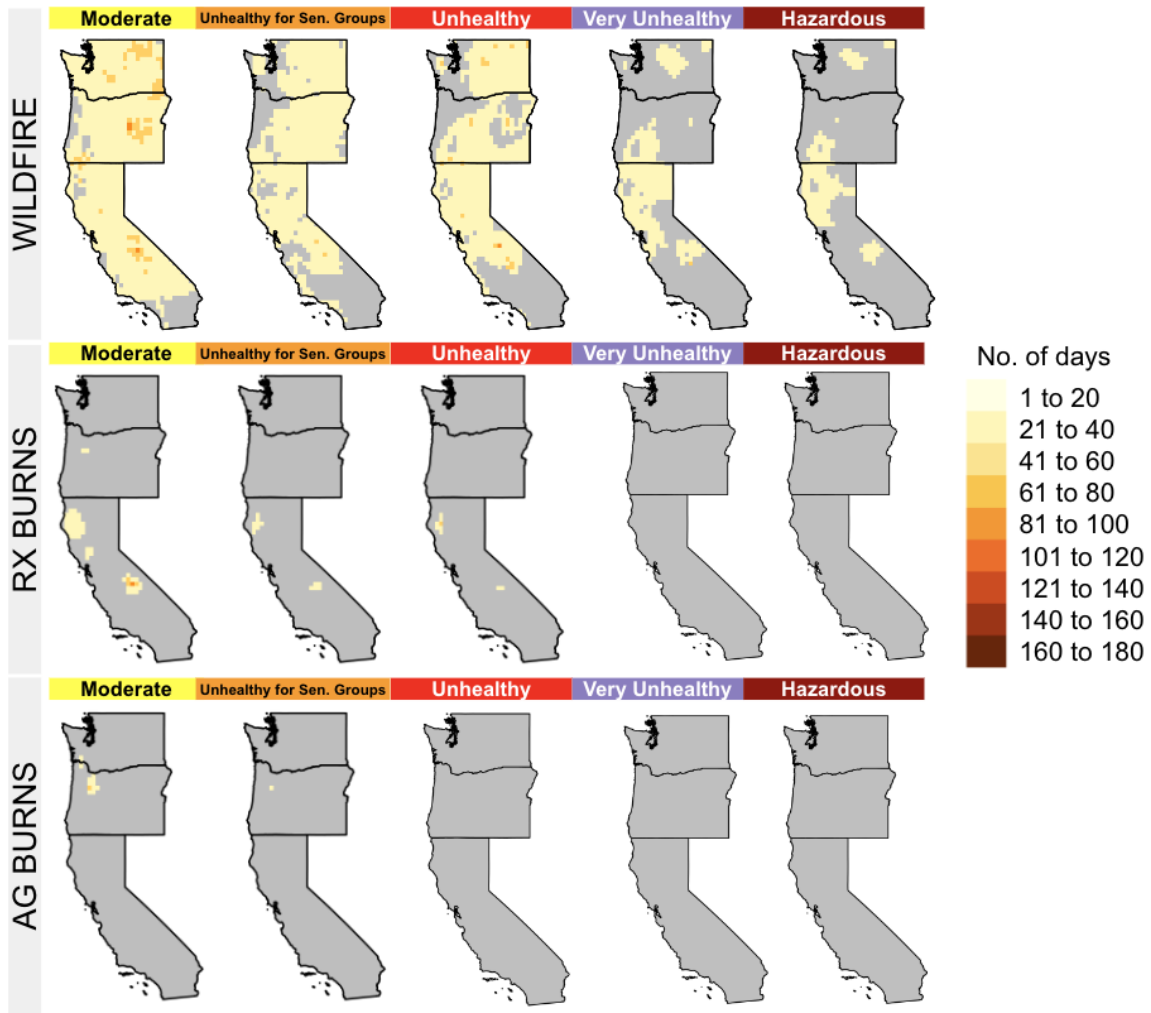 Moderate
Unhealthy for Sen. Groups
Unhealthy
Very Unhealthy
Hazardous
WILDFIRE
Moderate
Unhealthy for Sen. Groups
Unhealthy
Very Unhealthy
Hazardous
RX BURNS
Moderate
Unhealthy for Sen. Groups
Unhealthy
Very Unhealthy
Hazardous
AG BURNS
No. of days
1 to 20
21 to 40
41 to 60
61 to 80
81 to 100
101 to 120
121 to 140
140 to 160
160 to 180